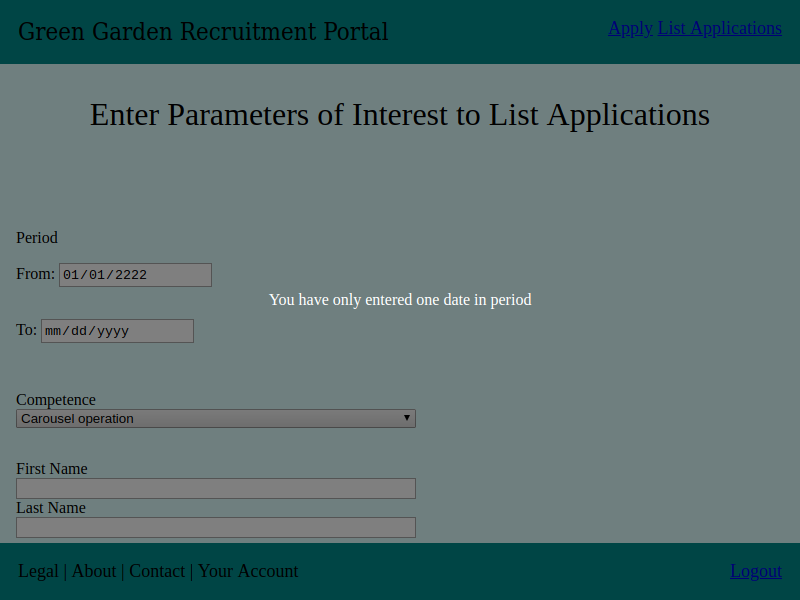 Green Garden Recruitment Portal
Apply List Applications
Enter Parameters of Interest to List Applications
Period
From: 01/01/2222
You have only entered one date in period
To: mm/dd/yyyy
Competence
Carousel operation
First Name
Last Name
Legal | About | Contact | Your Account
Logout